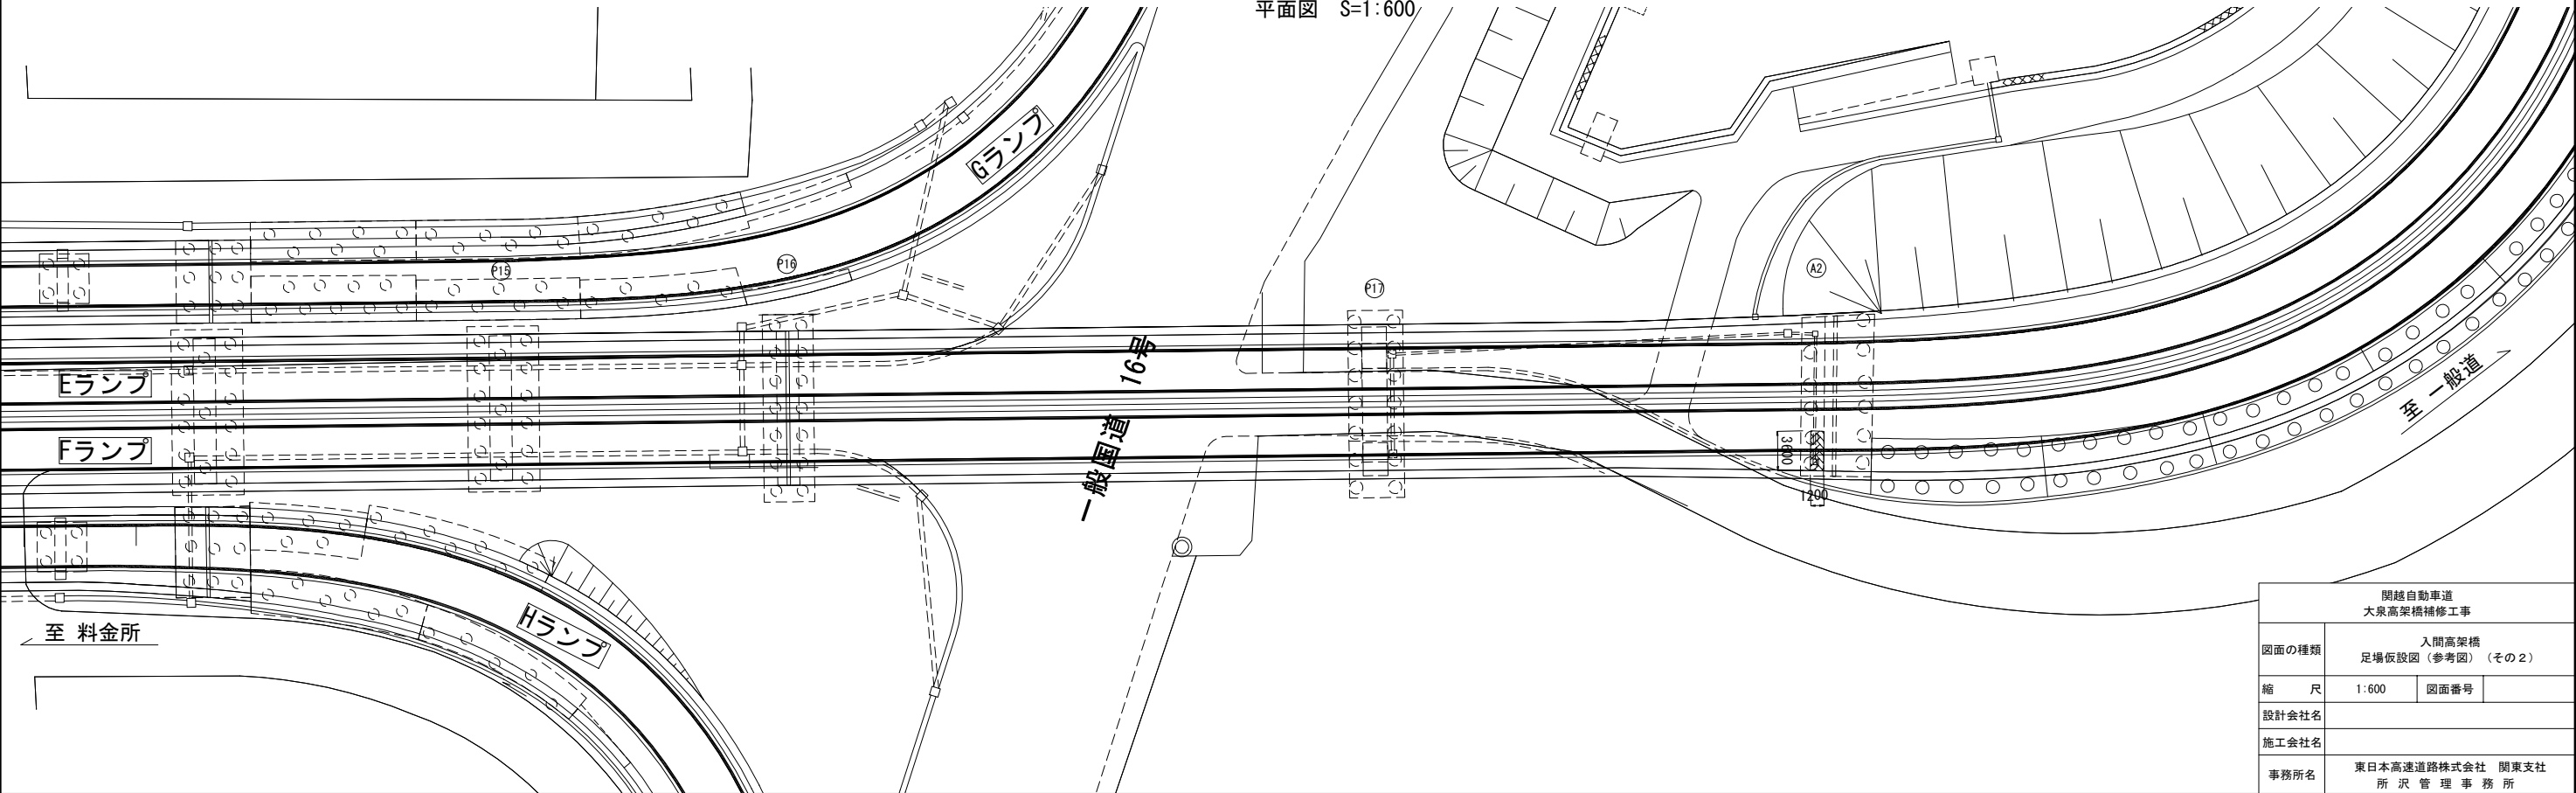 平面図 S=1:600
Gランプ
P15
P16
P17
A2
16号
一般国道
Eランプ
Fランプ
Hランプ
至 料金所
至 一般道
3600
1200
関越自動車道
大泉高架橋補修工事
図面の種類
入間高架橋
足場仮設図（参考図）（その２）
縮 尺
1:600
図面番号
設計会社名
施工会社名
事務所名
東日本高速道路株式会社 関東支社
所 沢 管 理 事 務 所